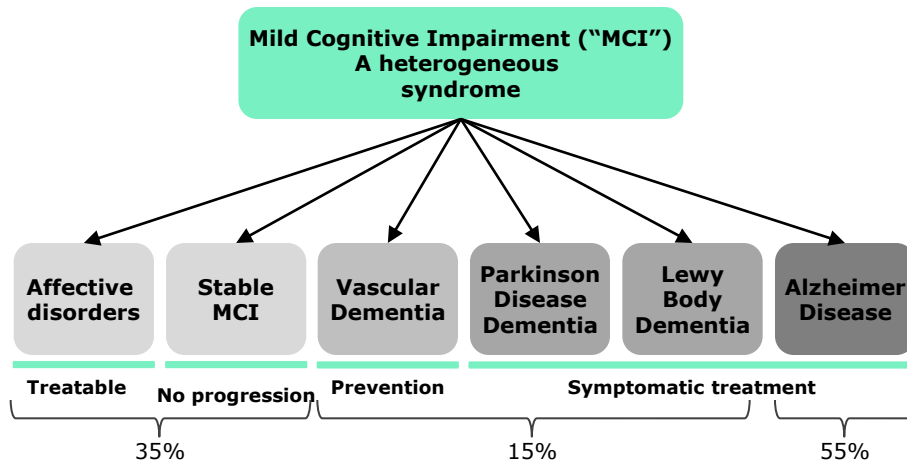 Mild Cognitive Impairment (“MCI”)
A heterogeneous
syndrome
Affective
disorders
Stable
MCI
Vascular
Dementia
Parkinson
Disease
Dementia
Lewy
Body
Dementia
Alzheimer
Disease
Treatable
No progression
Prevention
Symptomatic treatment
35%
15%
55%